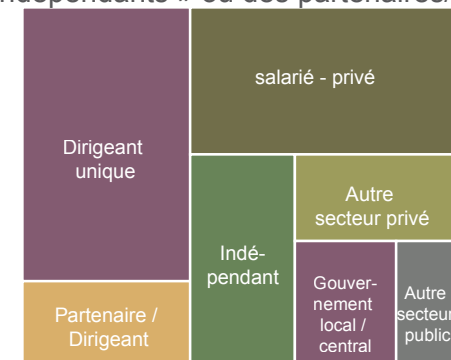 indépendants » ou des partenaires/
salarié - privé
Dirigeant
unique
Autre
secteur privé
Indé-
pendant
Gouver-
nement
local /
central
Autre
secteur
public
Partenaire /
Dirigeant